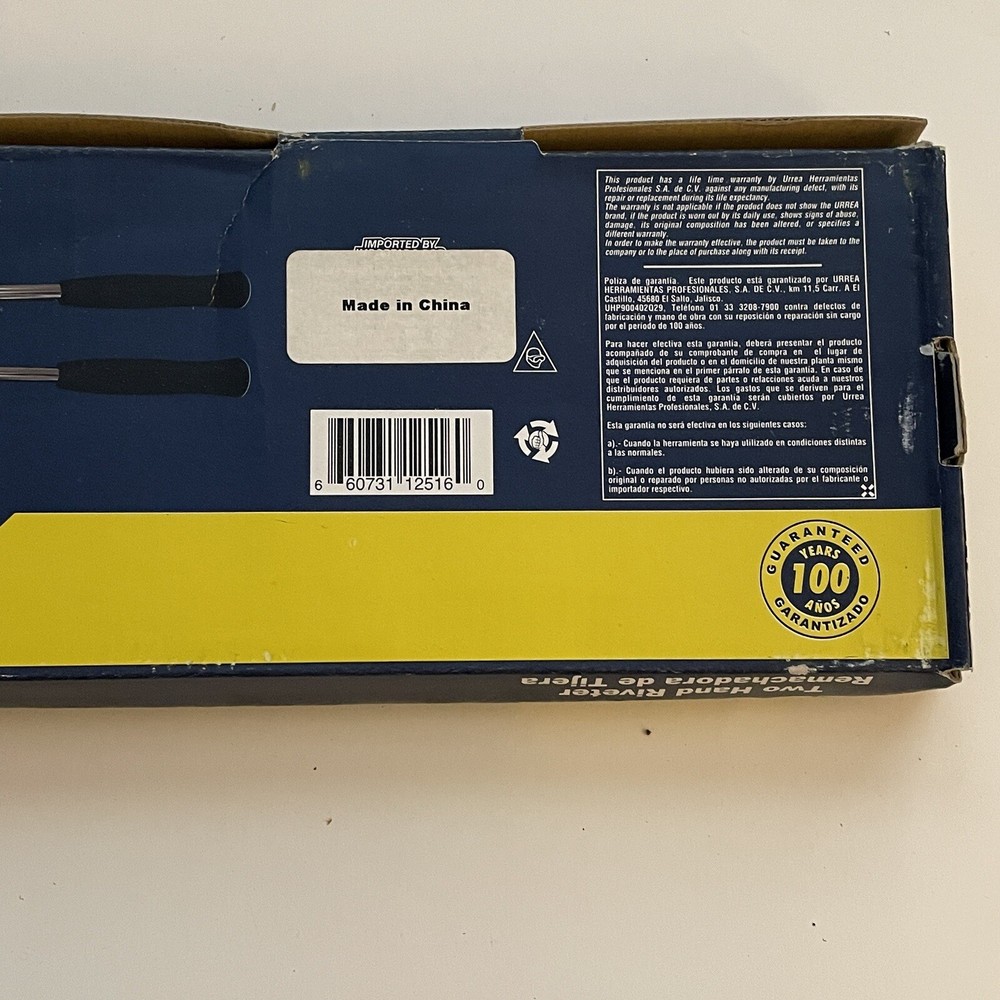 This product has a life time warranty by Urrea Herramientas
Profesionales S A. de C.V. against any manufacturing defect, with its
repair or replacement during its life expectancy.
The warranty is not applicable if the product does not show the URREA
brand, if the product is worn out by its daily use, shows signs of abuse,
damage, its original composition has been altered, or specifies a
different warranty.
In order to make the warranty effective, the product must be taken to the
company or to the place of purchase along with its receipt.
Poliza de garantía. Este producto está garantizado por URREA
HERRAMIENTAS PROFESIONALES, S.A. DE C.V., km 11,5 Carr. A El
Castillo, 45680 El Salto, Jalisco.
UHP900402Q29, Teléfono 01 33 3208-7900 contra defectos de
fabricación y mano de obra con su reposición o reparación sin cargo
por el período de 100 años.
Para hacer efectiva esta garantía, deberá presentar el producto
acompañado de su comprobante de compra en el lugar de
adquisición del producto o en el domicilio de nuestra planta mismo
que se menciona en el primer párrafo de esta garantía. En caso de
que el producto requiera de partes o refacciones acuda a nuestros
distribuidores autorizados. Los gastos que se deriven para el
cumplimiento de esta garantía serán cubiertos por Urrea
Herramientas Profesionales, S.A. de C.V.
Esta garantía no será efectiva en los siguientes casos:
a).- Cuando la herramienta se haya utilizado en condiciones distintas
a las normales.
b).- Cuando el producto hubiera sido alterado de su composición
original o reparado por personas no autorizadas por el fabricante o
importador respectivo.
IMPORTED BY
Made in China
6 60731 12516 0
GUARANTEED
YEARS
100
AÑOS
GARANTIZADO
Two Hand Riveter
Remachadora de Tijera